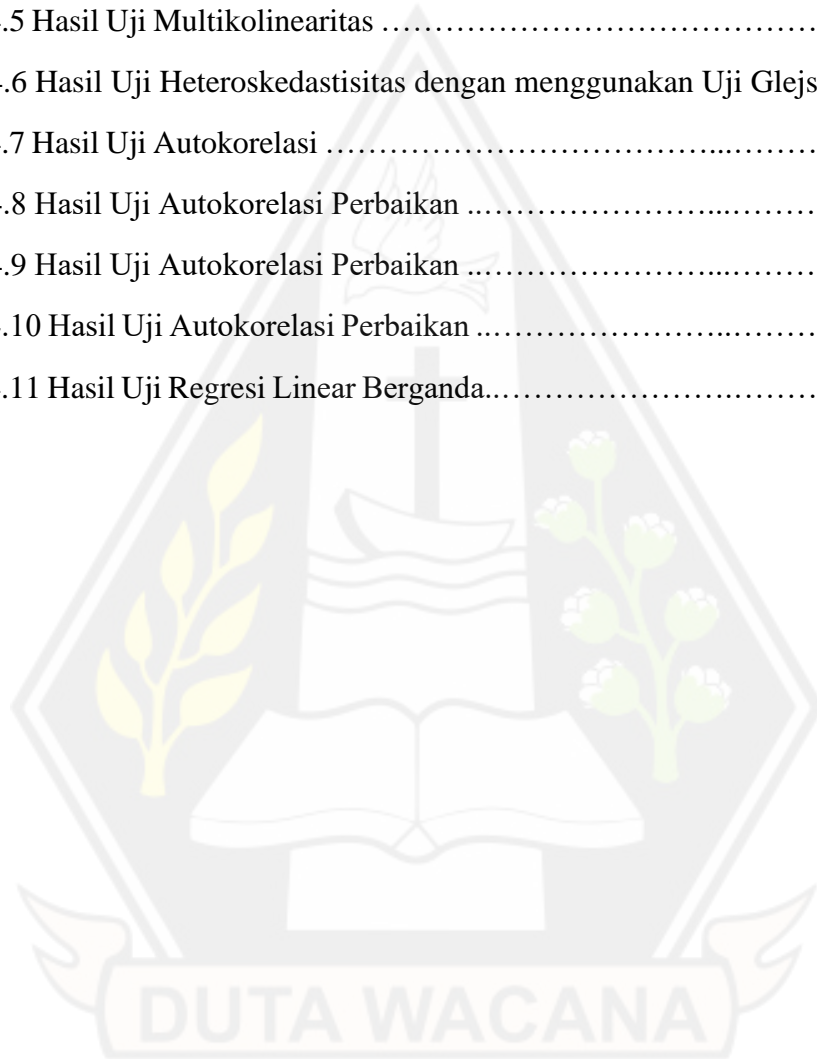 .5 Hasil Uji Multikolinearitas ……………………………………
.6 Hasil Uji Heteroskedastisitas dengan menggunakan Uji Glejs
.7 Hasil Uji Autokorelasi ………………………………...………
.8 Hasil Uji Autokorelasi Perbaikan ..…………………...………
.9 Hasil Uji Autokorelasi Perbaikan ..…………………...………
.10 Hasil Uji Autokorelasi Perbaikan ..…………………..………
.11 Hasil Uji Regresi Linear Berganda..………………….………
DUTA WACANA